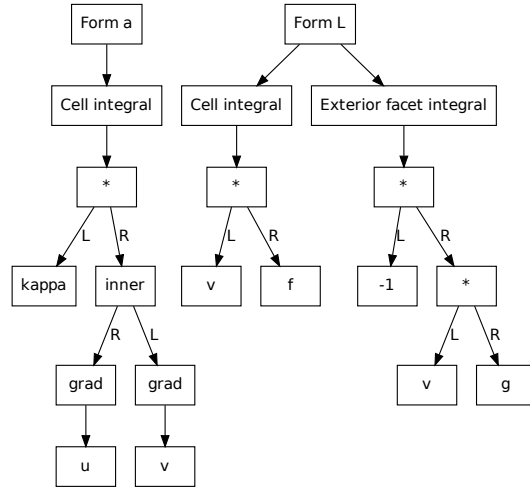 Form a
Form L
Cell integral
Cell integral
Exterior facet integral
*
*
*
L
R
L
R
L
R
kappa
inner
v
f
-1
*
R
L
L
R
grad
grad
v
g
u
v